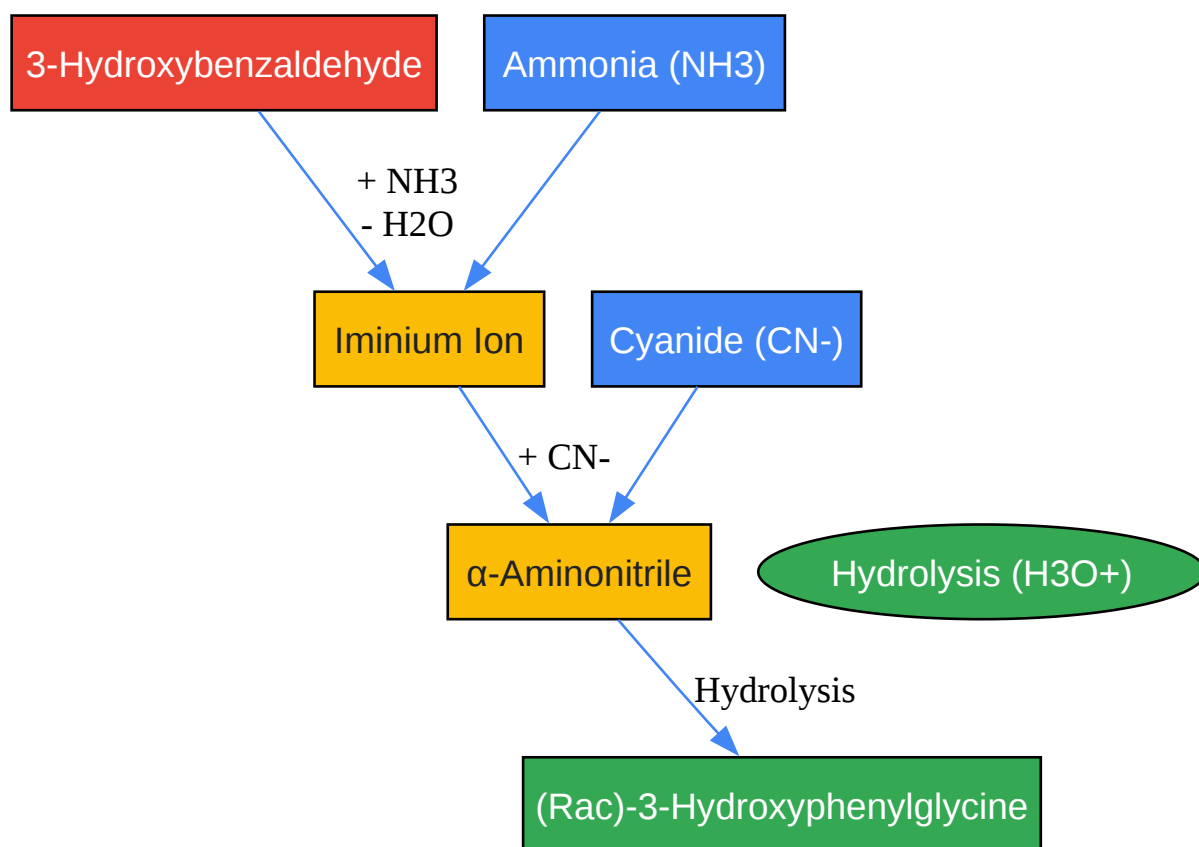 3-Hydroxybenzaldehyde
Ammonia (NH3)
+ NH3
- H2O
Iminium Ion
Cyanide (CN-)
+ CN-
α-Aminonitrile
Hydrolysis (H3O+)
Hydrolysis
(Rac)-3-Hydroxyphenylglycine